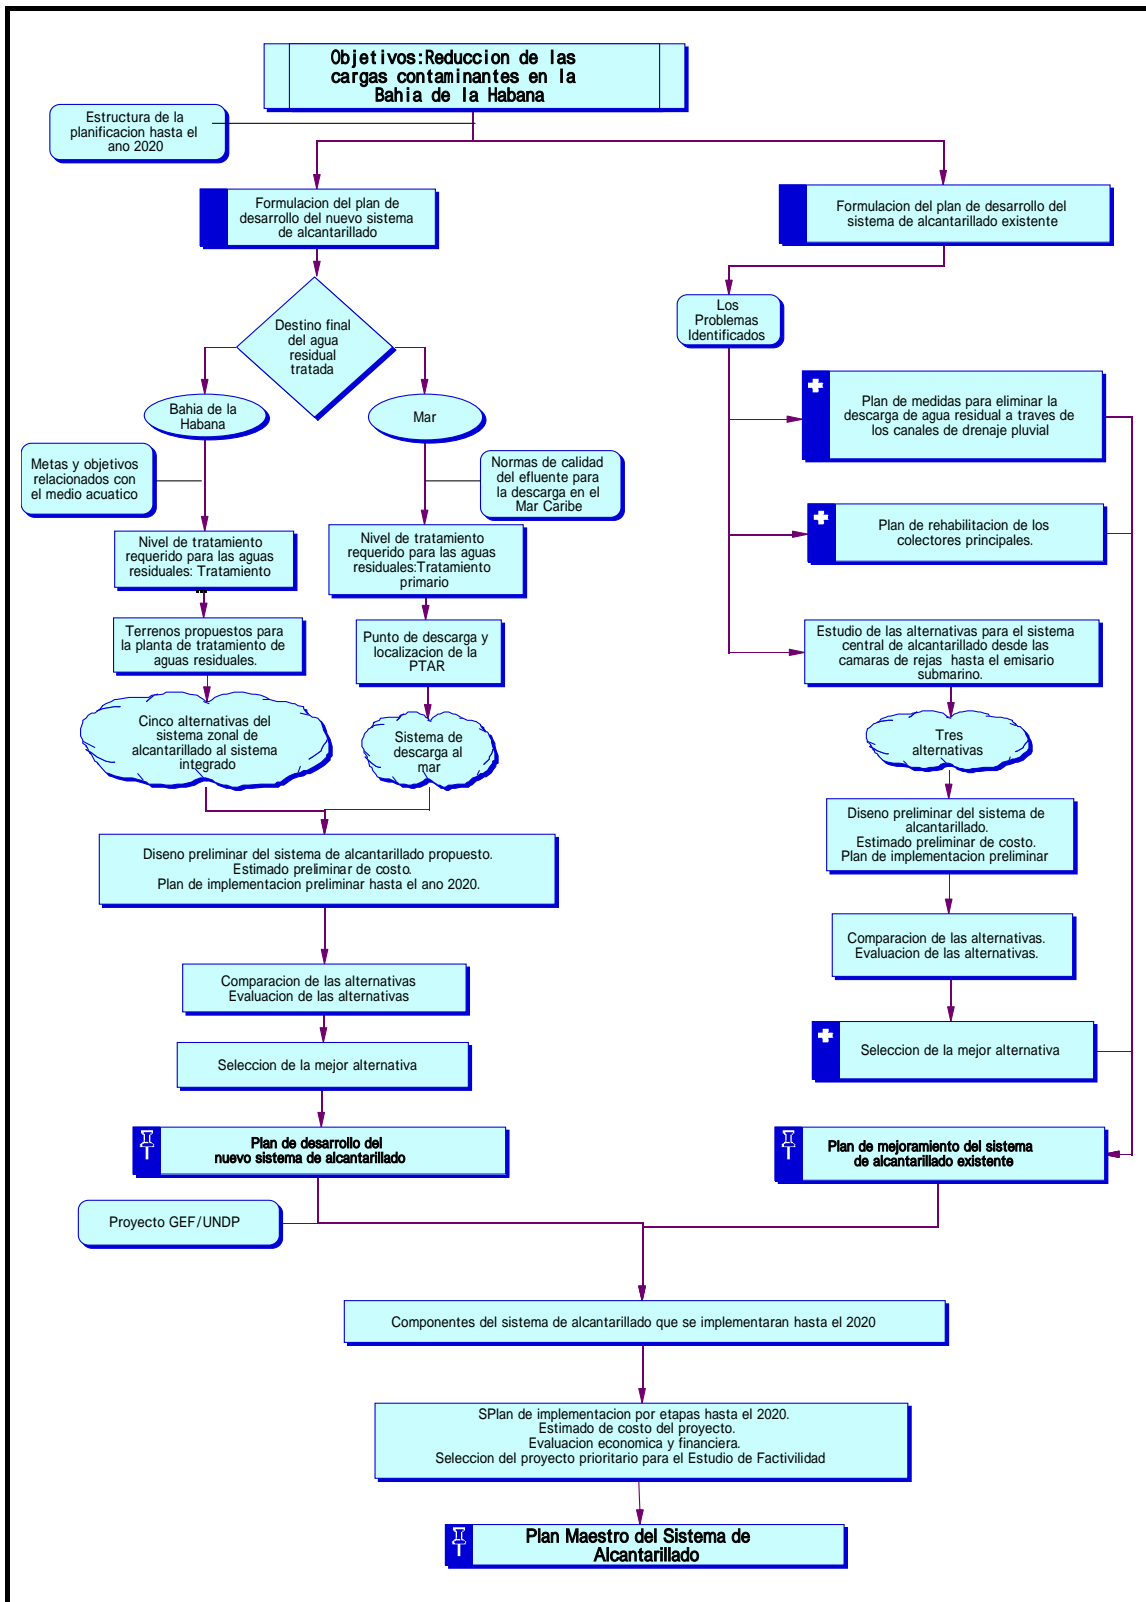 Objetivos:Reduccion de las
cargas contaminantes en la
Bahia de la Habana
Estructura de la
planificacion hasta el
ano 2020
Formulacion del plan de
desarrollo del nuevo sistema
de alcantarillado
Formulacion del plan de desarrollo del
sistema de alcantarillado existente
Destino final
del agua
residual
tratada
Los
Problemas
Identificados
Bahia de la
Habana
Mar
Plan de medidas para eliminar la
descarga de agua residual a traves de
los canales de drenaje pluvial
Metas y objetivos
relacionados con
el medio acuatico
Normas de calidad
del efluente para
la descarga en el
Mar Caribe
Nivel de tratamiento
requerido para las aguas
residuales: Tratamiento
Nivel de tratamiento
requerido para las aguas
residuales:Tratamiento
primario
Plan de rehabilitacion de los
colectores principales.
Terrenos propuestos para
la planta de tratamiento de
aguas residuales.
Punto de descarga y
localizacion de la
PTAR
Estudio de las alternativas para el sistema
central de alcantarillado desde las
camaras de rejas hasta el emisario
submarino.
Cinco alternativas del
sistema zonal de
alcantarillado al sistema
integrado
Sistema de
descarga al
mar
Tres
alternativas
Diseno preliminar del sistema de alcantarillado propuesto.
Estimado preliminar de costo.
Plan de implementacion preliminar hasta el ano 2020.
Diseno preliminar del sistema de
alcantarillado.
Estimado preliminar de costo.
Plan de implementacion preliminar
Comparacion de las alternativas
Evaluacion de las alternativas
Comparacion de las alternativas.
Evaluacion de las alternativas.
Seleccion de la mejor alternativa
Seleccion de la mejor alternativa
Plan de desarrollo del
nuevo sistema de alcantarillado
Plan de mejoramiento del sistema
de alcantarillado existente
Proyecto GEF/UNDP
Componentes del sistema de alcantarillado que se implementaran hasta el 2020
SPlan de implementacion por etapas hasta el 2020.
Estimado de costo del proyecto.
Evaluacion economica y financiera.
Seleccion del proyecto prioritario para el Estudio de Factivilidad
Plan Maestro del Sistema de
Alcantarillado